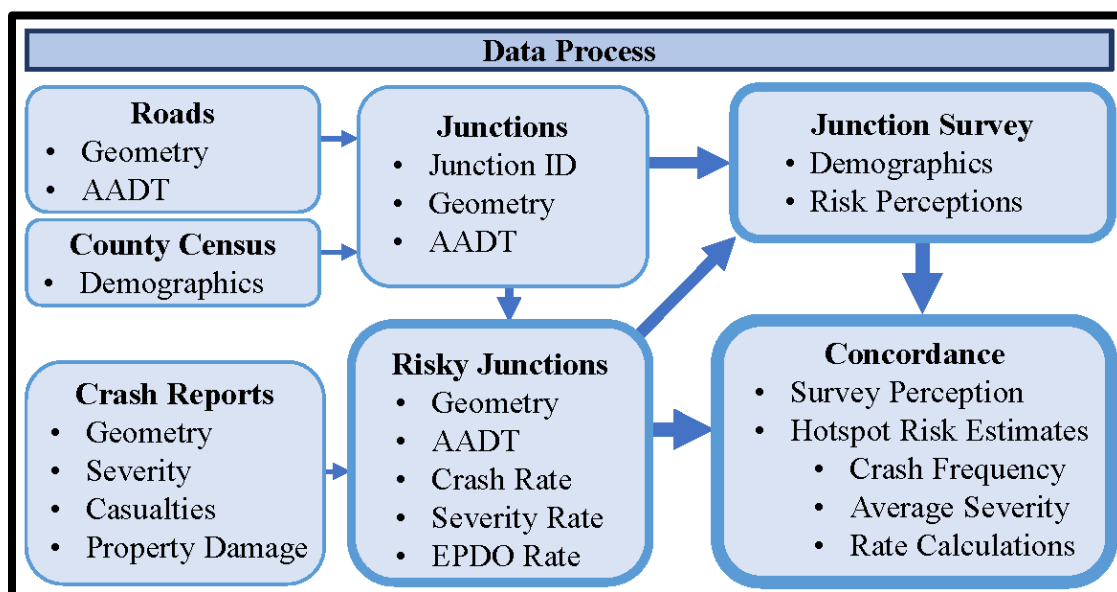 Data Process
Roads
• Geometry
• AADT
County Census
• Demographics
Crash Reports
• Geometry
• Severity
• Casualties
• Property Damage
Junctions
• Junction ID
• Geometry
• AADT
Risky Junctions
• Geometry
• AADT
• Crash Rate
• Severity Rate
• EPDO Rate
Junction Survey
• Demographics
• Risk Perceptions
Concordance
• Survey Perception
• Hotspot Risk Estimates
• Crash Frequency
• Average Severity
• Rate Calculations